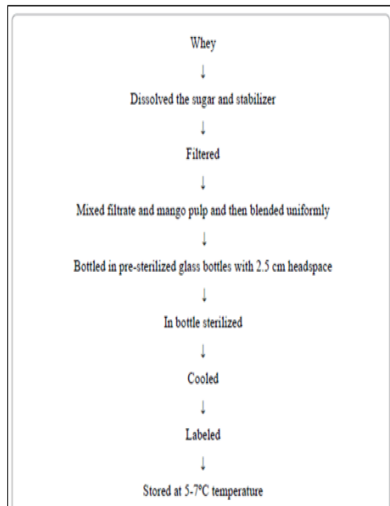 Whey
↓
Dissolved the sugar and stabilizer
↓
Filtered
↓
Mixed filtrate and mango pulp and then blended uniformly
↓
Bottled in pre-sterilized glass bottles with 2.5 cm headspace
↓
In bottle sterilized
↓
Cooled
↓
Labeled
↓
Stored at 5-7ºC temperature